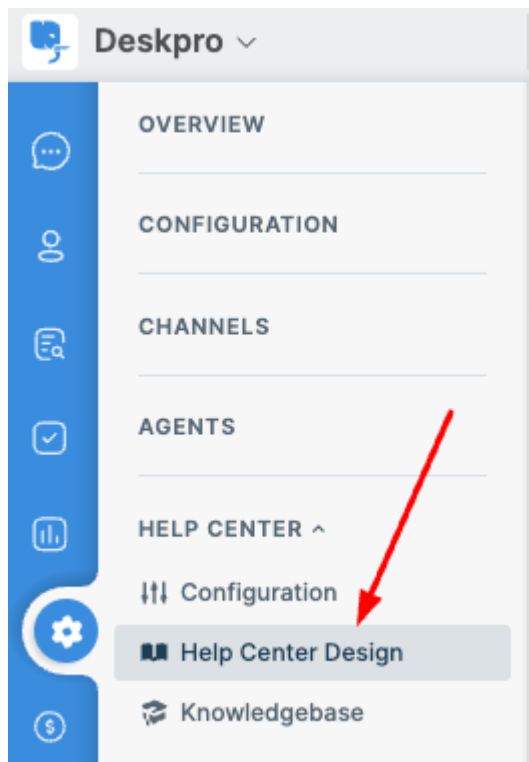 Deskpro
OVERVIEW
CONFIGURATION
CHANNELS
AGENTS
HELP CENTER
Configuration
Help Center Design
Knowledgebase